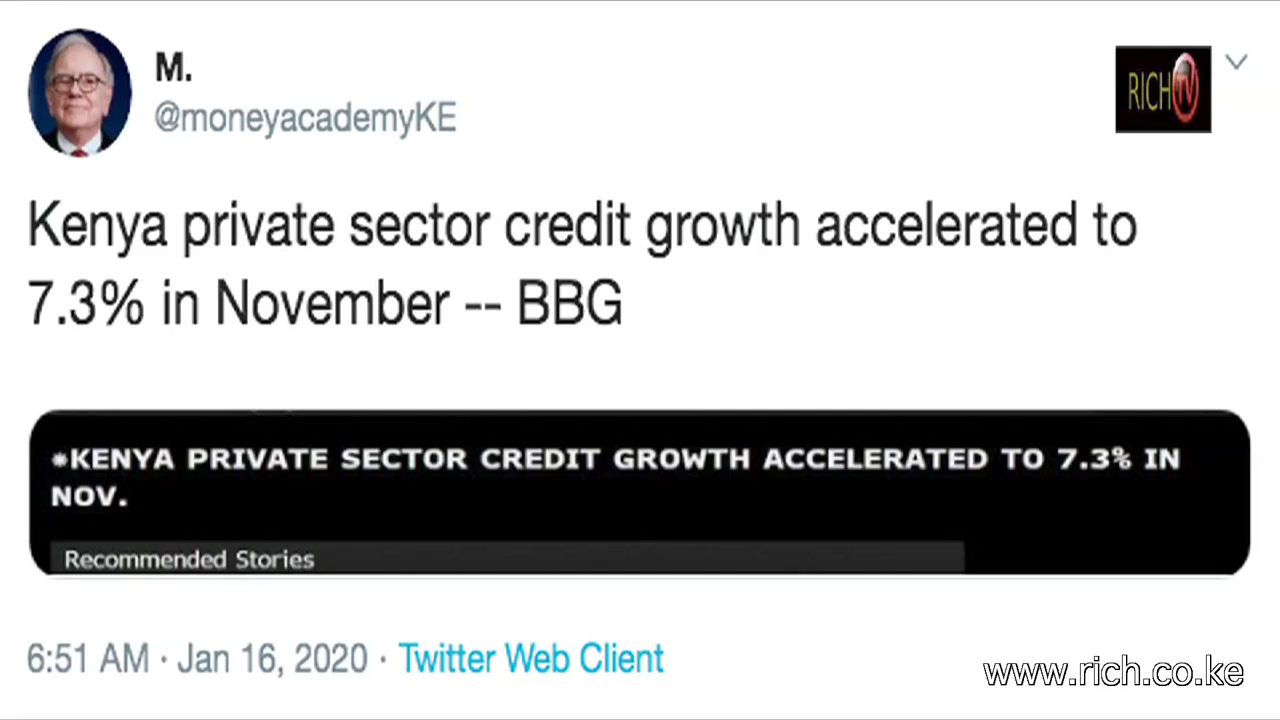 M.
@moneyacademyKE
RICH TV
Kenya private sector credit growth accelerated to
7.3% in November -- BBG
*KENYA PRIVATE SECTOR CREDIT GROWTH ACCELERATED TO 7.3% IN
NOV.
Recommended Stories
6:51 AM · Jan 16, 2020 · Twitter Web Client
www.rich.co.ke